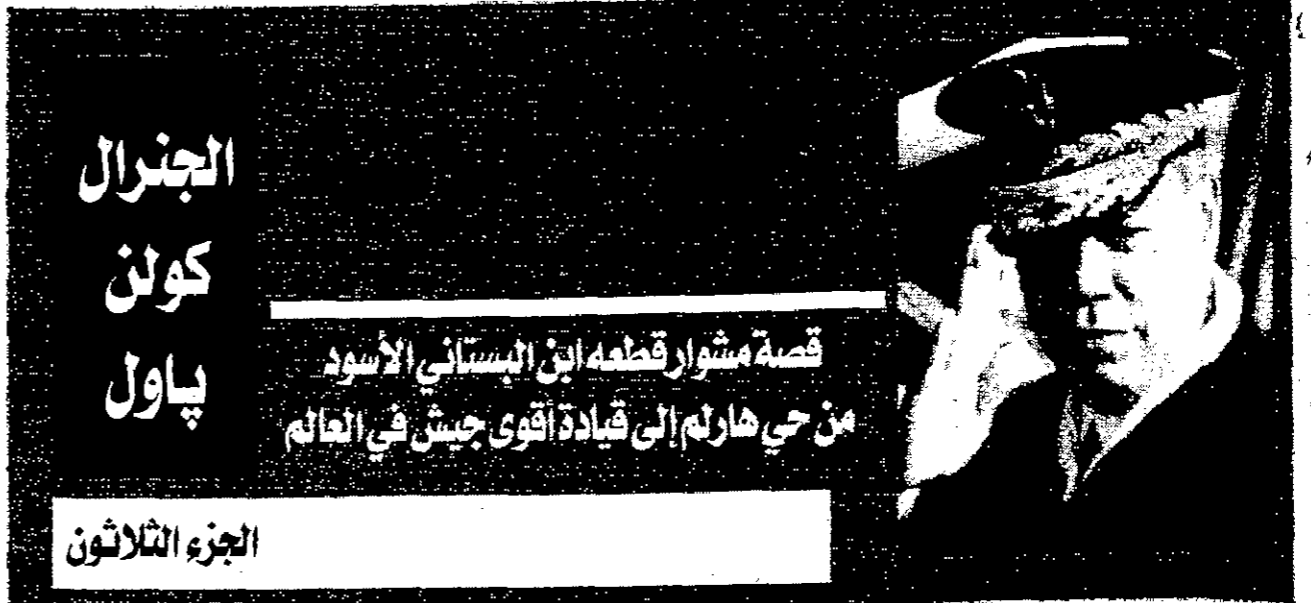 الجنرال
كولن
پاول
قصة مشوار قطعه ابن البستاني الأسود
من حي هارلم إلى قيادة أقوى جيش في العالم
الجزء الثلاثون